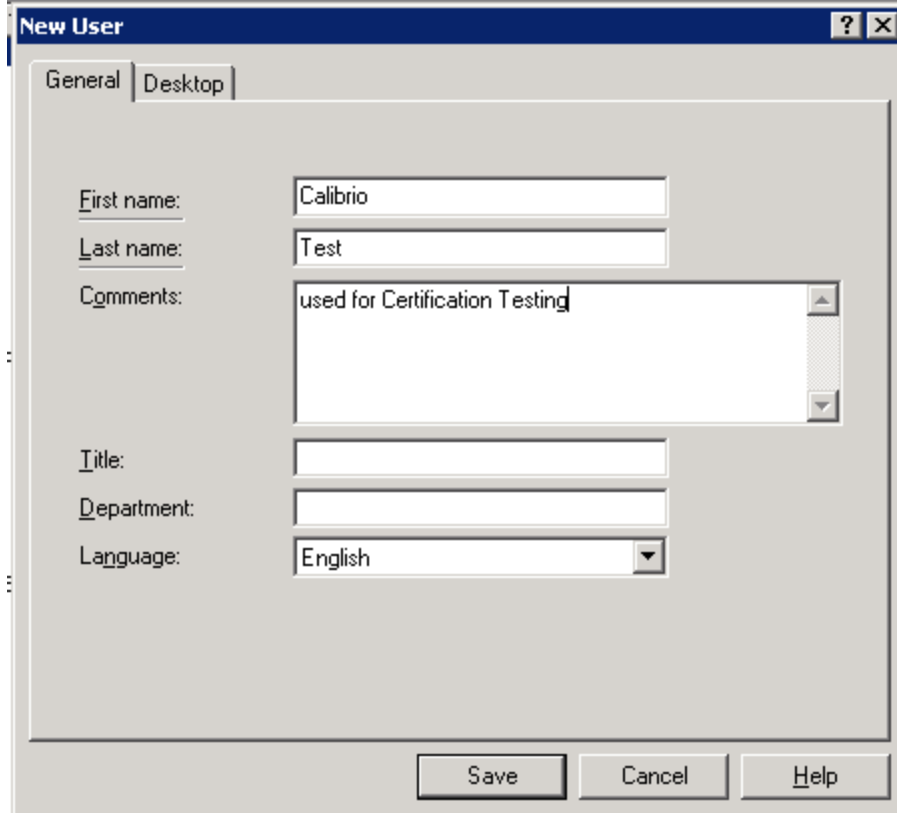 New User
General Desktop
First name: Calibrio
Last name: Test
Comments: used for Certification Testing
Title:
Department:
Language: English
Save Cancel Help